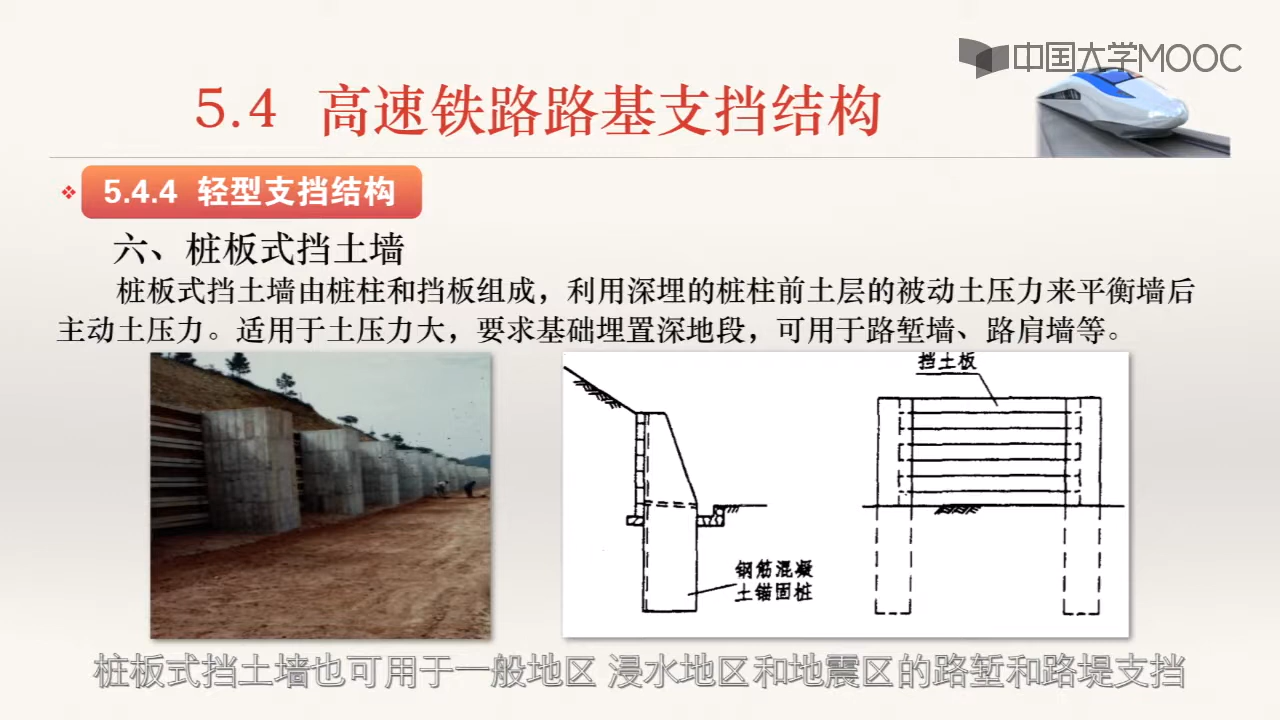 中国大学MOOC
5.4 高速铁路路基支挡结构
5.4.4 轻型支挡结构
六、桩板式挡土墙
桩板式挡土墙由桩柱和挡板组成，利用深埋的桩柱前土层的被动土压力来平衡墙后
主动土压力。适用于土压力大，要求基础埋置深地段，可用于路堑墙、路肩墙等。
挡土板
钢筋混凝
土锚固桩
桩板式挡土墙也可用于一般地区 浸水地区和地震区的路堑和路堤支挡